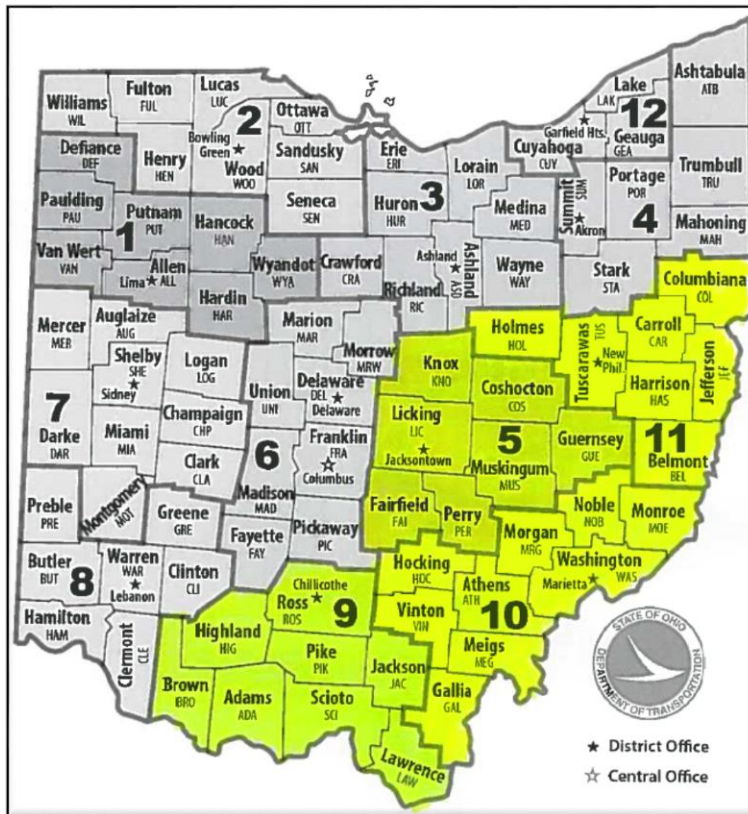 Williams
WIL
Fulton
FUL
Lucas
LUC
2
Ottawa
OTT
Lake
LAK
12
Ashtabula
ATB
Defiance
DEF
Henry
HEN
Bowling
Green
Wood
WOO
Sandusky
SAN
Erie
ERI
Lorain
LOR
Cuyahoga
CUY
Garfield Hts.
Geauga
GEA
Trumbull
TRU
Paulding
PAU
Putnam
PUT
1
Hancock
HAN
Seneca
SEN
Huron
HUR
3
Medina
MED
Summit
SUM
Akron
Portage
POR
4
Mahoning
MAH
Van Wert
VAN
Lima
Allen
ALL
Wyandot
WYA
Crawford
CRA
Richland
RIC
Ashland
Ashland
ASD
Wayne
WAY
Stark
STA
Columbiana
COL
Hardin
HAR
Mercer
MER
Auglaize
AUG
Marion
MAR
Morrow
MRW
Holmes
HOL
Tuscarawas
TUS
New
Phil.
Carroll
CAR
Jefferson
JEF
Shelby
SHE
Sidney
Logan
LOG
Union
UNI
Delaware
DEL
Delaware
Knox
KNO
Coshocton
COS
Harrison
HAS
7
Darke
DAR
Miami
MIA
Champaign
CHP
Clark
CLA
6
Madison
MAD
Franklin
FRA
Columbus
Licking
LIC
Jacksontown
5
Muskingum
MUS
Guernsey
GUE
11
Belmont
BEL
Preble
PRE
Montgomery
MOT
Greene
GRE
Fayette
FAY
Pickaway
PIC
Fairfield
FAI
Perry
PER
Morgan
MRG
Noble
NOB
Monroe
MOE
Butler
BUT
8
Warren
WAR
Lebanon
Clinton
CLI
Chillicothe
Ross
ROS
9
Hocking
HOC
Athens
ATH
10
Washington
WAS
Marietta
Hamilton
HAM
Clermont
CLE
Highland
HIG
Pike
PIK
Vinton
VIN
Meigs
MEG
Brown
BRO
Adams
ADA
Scioto
SCI
Jackson
JAC
Gallia
GAL
Lawrence
LAW
STATE OF OHIO
DEPARTMENT OF TRANSPORTATION
★ District Office
☆ Central Office